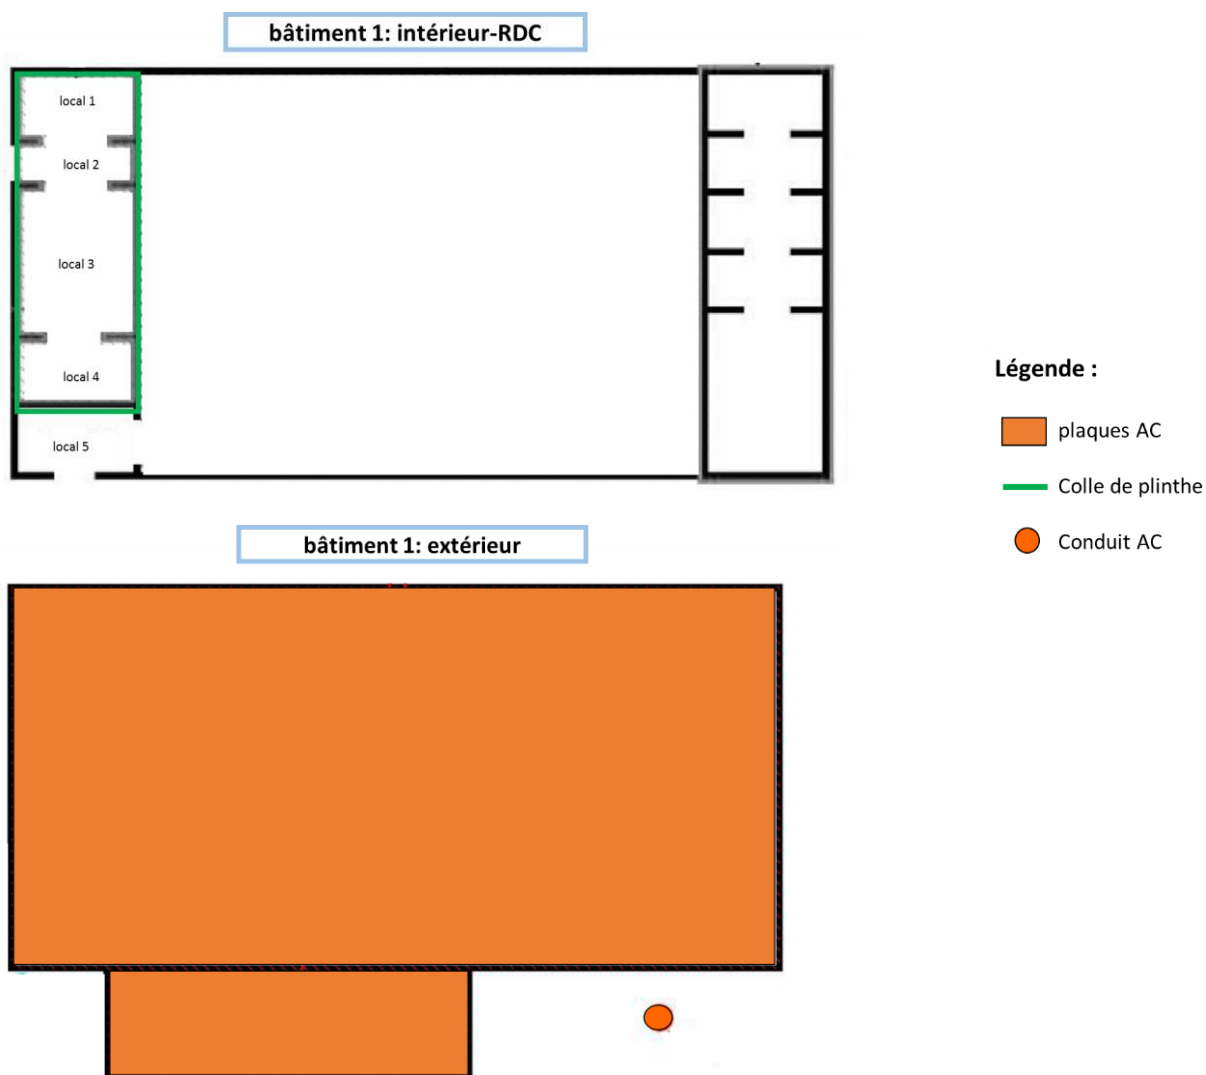 bâtiment 1: intérieur-RDC
local 1
local 2
local 3
local 4
local 5
Légende :
plaques AC
Colle de plinthe
Conduit AC
bâtiment 1: extérieur